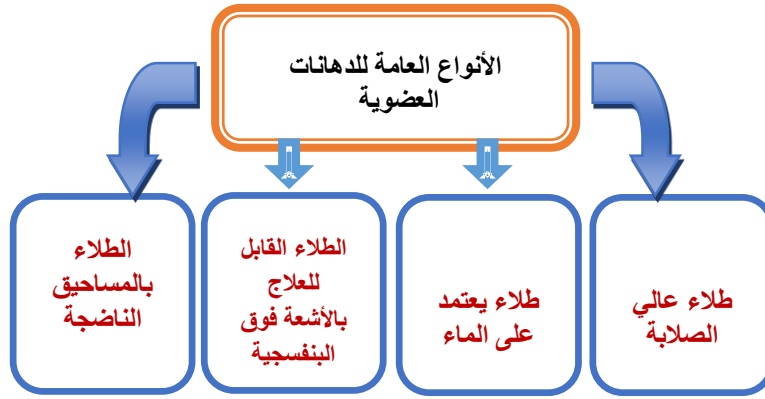 الأنواع العامة للدهانات
العضوية
طلاء عالي
الصلابة
طلاء يعتمد
على الماء
الطلاء القابل
للعلاج
بالأشعة فوق
البنفسجية
الطلاء
بالمساحيق
الناضجة